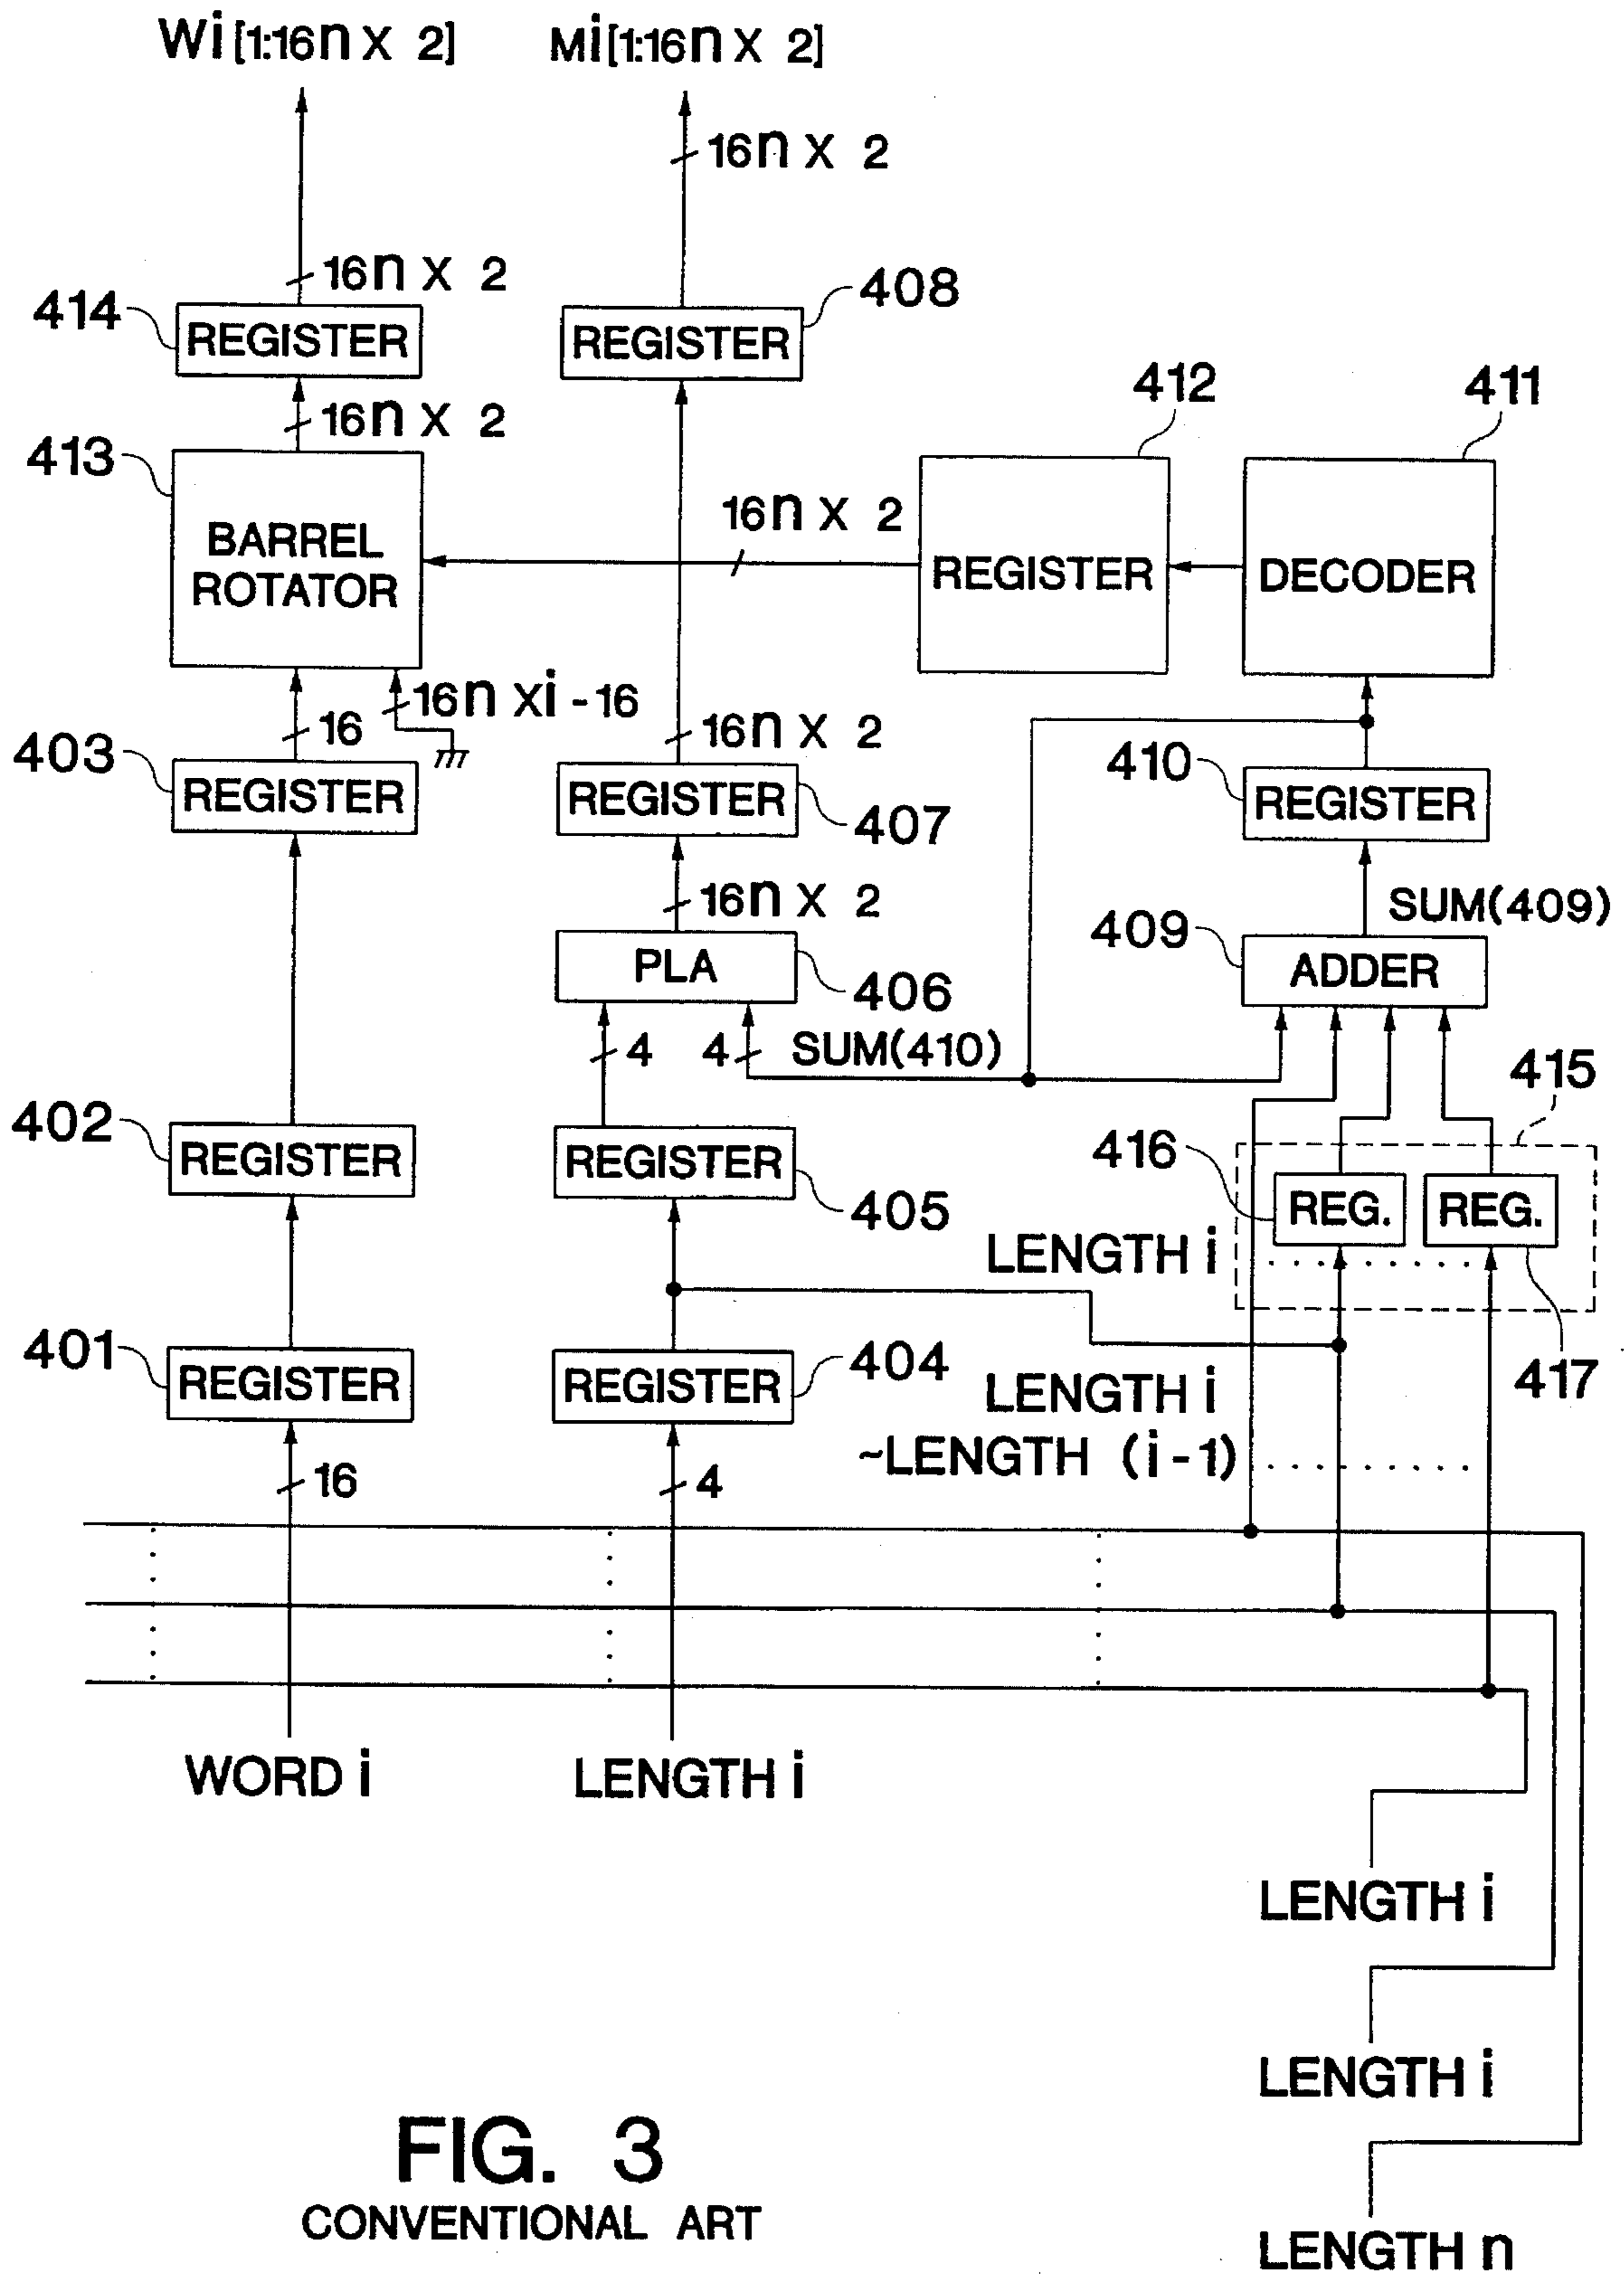 Wi[1:16n x 2]
Mi[1:16n x 2]
16n x 2
16n x 2
414
REGISTER
408
REGISTER
16n x 2
412
411
413
BARREL
ROTATOR
16n x 2
REGISTER
DECODER
16n xi - 16
16
16n x 2
403
REGISTER
REGISTER
407
410
REGISTER
16n x 2
SUM(409)
409
ADDER
PLA
406
4
4
SUM(410)
415
402
REGISTER
REGISTER
405
416
REG.
REG.
LENGTH i
401
REGISTER
REGISTER
404
417
LENGTH i
~LENGTH (i-1)
16
4
WORD i
LENGTH i
LENGTH i
LENGTH i
LENGTH n
FIG. 3
CONVENTIONAL ART